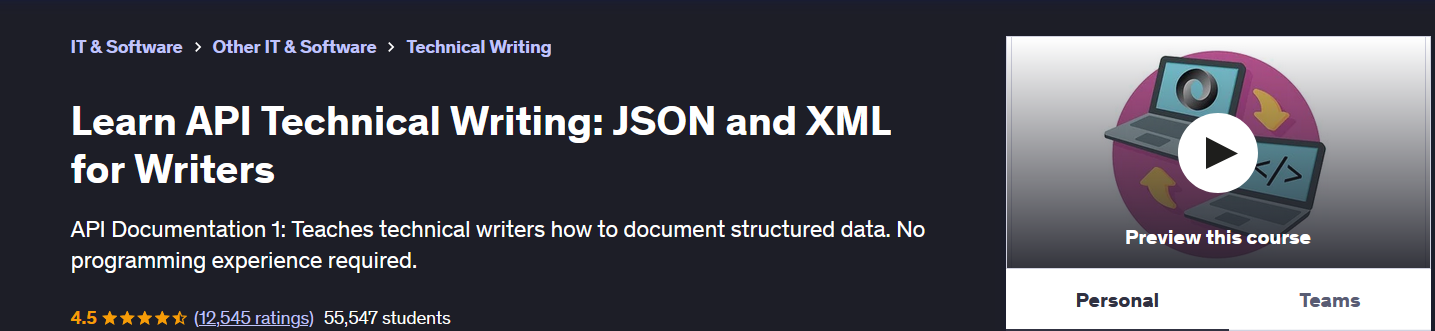 IT & Software > Other IT & Software > Technical Writing
Learn API Technical Writing: JSON and XML
for Writers
API Documentation 1: Teaches technical writers how to document structured data. No
programming experience required.
4.5 (12,545 ratings) 55,547 students
</>
Preview this course
Personal Teams